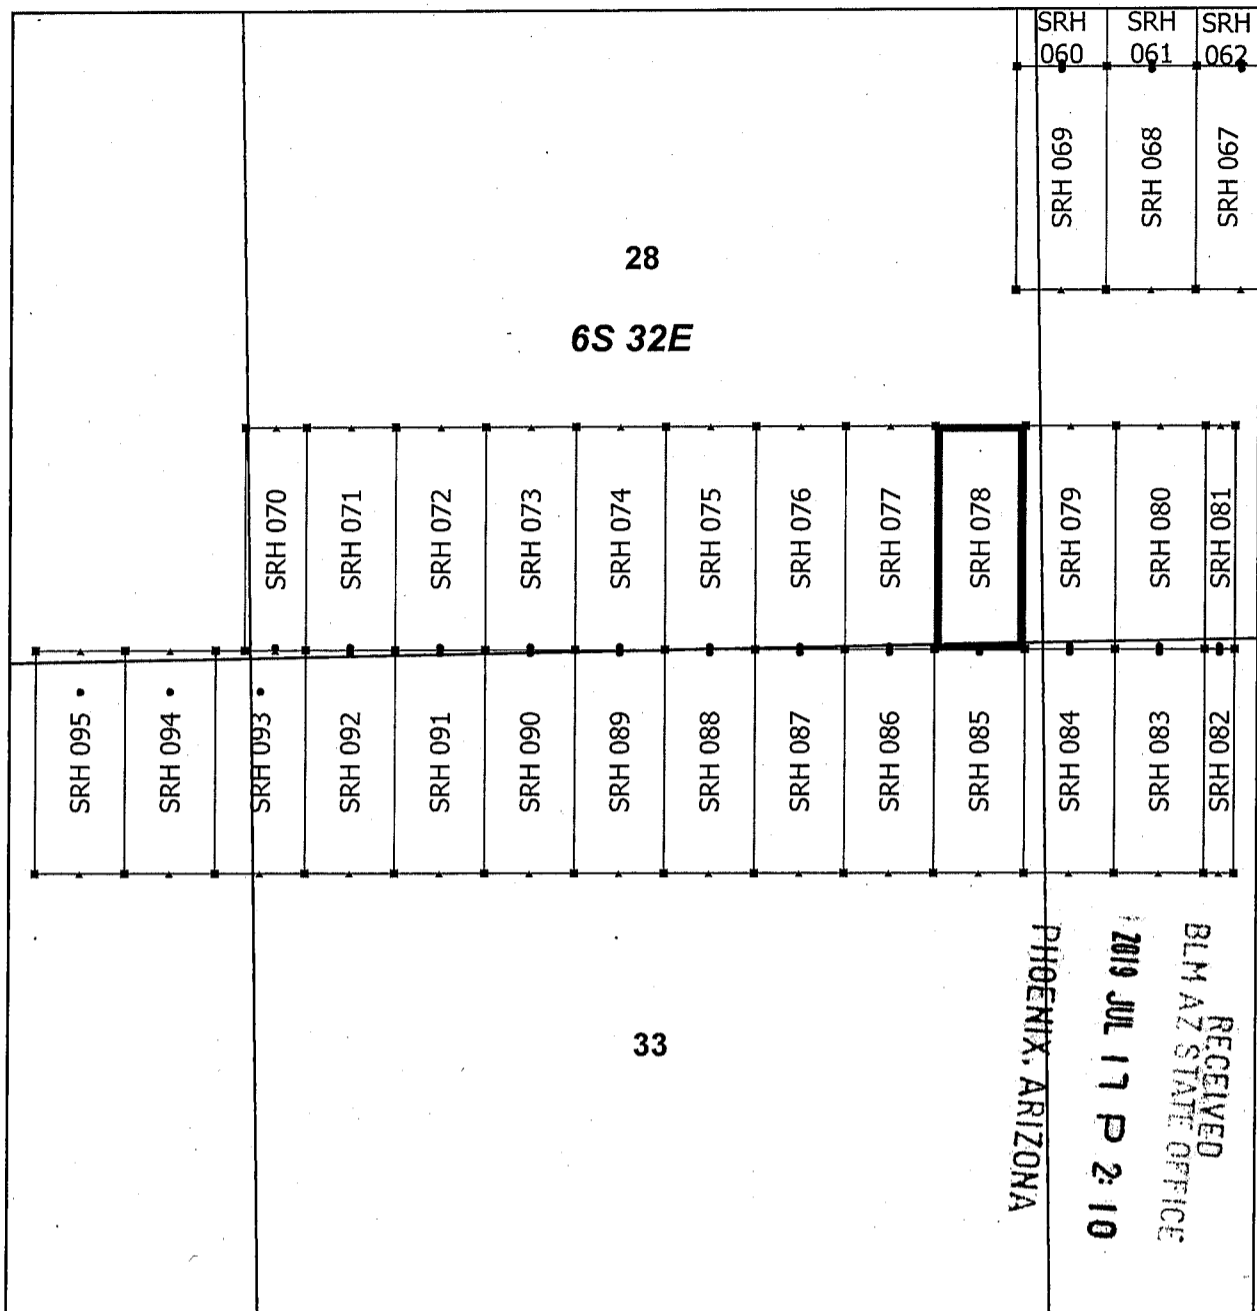 SRH
060
SRH
061
SRH
062
SRH 069
SRH 068
SRH 067
28
6S 32E
SRH 070
SRH 071
SRH 072
SRH 073
SRH 074
SRH 075
SRH 076
SRH 077
SRH 078
SRH 079
SRH 080
SRH 081
SRH 095
SRH 094
SRH 093
SRH 092
SRH 091
SRH 090
SRH 089
SRH 088
SRH 087
SRH 086
SRH 085
SRH 084
SRH 083
SRH 082
33
RECEIVED
BLM AZ STATE OFFICE
2019 JUL 17 P 2:10
PHOENIX, ARIZONA